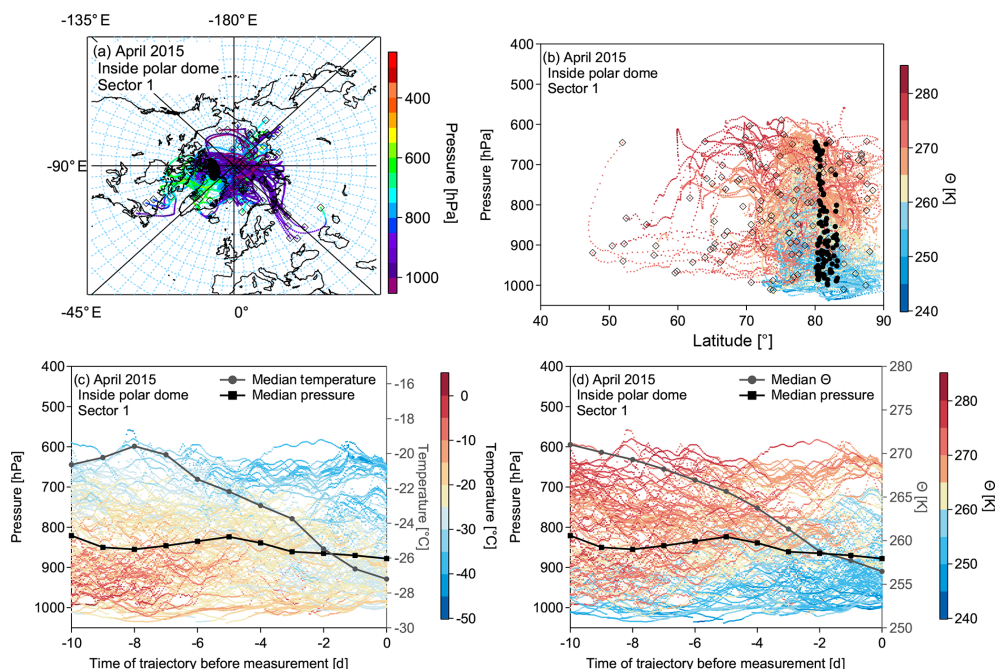 -135° E
-180° E
(a) April 2015
Inside polar dome
Sector 1
-90° E
-45° E
0°
400
600
800
1000
Pressure [hPa]
(b) April 2015
Inside polar dome
Sector 1
400
500
600
700
800
900
1000
Pressure [hPa]
40
50
60
70
80
90
Latitude [°]
280
270
260
250
240
Θ [K]
(c) April 2015
Inside polar dome
Sector 1
Median temperature
Median pressure
400
500
600
700
800
900
1000
Pressure [hPa]
-10
-8
-6
-4
-2
0
Time of trajectory before measurement [d]
-16
-18
-20
-22
-24
-26
-28
-30
Temperature [°C]
0
-10
-20
-30
-40
-50
Temperature [°C]
(d) April 2015
Inside polar dome
Sector 1
Median Θ
Median pressure
400
500
600
700
800
900
1000
Pressure [hPa]
-10
-8
-6
-4
-2
0
Time of trajectory before measurement [d]
280
275
270
265
260
255
250
Θ [K]
280
270
260
250
240
Θ [K]